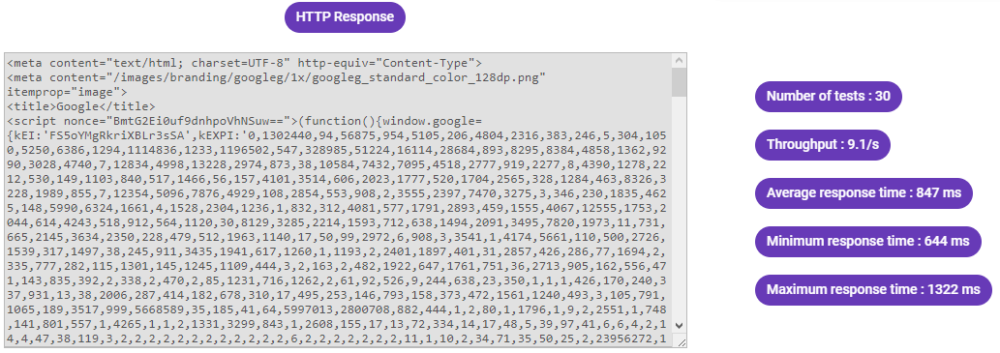 HTTP Response
<meta content="text/html; charset=UTF-8" http-equiv="Content-Type">
<meta content="/images/branding/googleg/1x/googleg_standard_color_128dp.png"
itemprop="image">
<title>Google</title>
<script nonce="BmtG2Ei0uf9dnhpoVhNSuw==">(function(){window.google=
{kEI:'FS5oYMgRkriXBLr3sSA',kEXPI:'0,1302440,94,56875,954,5105,206,4804,2316,383,246,5,304,105
0,5250,6386,1294,1114836,1233,1196502,547,328985,51224,16114,28684,893,8295,8384,4858,1362,92
90,3028,4740,7,12834,4998,13228,2974,873,38,10584,7432,7095,4518,2777,919,2277,8,4390,1278,22
12,530,149,1103,840,517,1466,56,157,4101,3514,606,2023,1777,520,1704,2565,328,1284,463,8326,3
228,1989,855,7,12354,5096,7876,4929,108,2854,553,908,2,3555,2397,7470,3275,3,346,230,1835,462
5,148,5990,6324,1661,4,1528,2304,1236,1,832,312,4081,577,1791,2893,459,1555,4067,12555,1753,2
044,614,4243,518,912,564,1120,30,8129,3285,2214,1593,712,638,1494,2091,3495,7820,1973,11,731,
665,2145,3634,2350,228,479,512,1963,1140,17,50,99,2972,6,908,3,3541,1,4174,5661,110,500,2726,
1539,317,1497,38,245,911,3435,1941,617,1260,1,1193,2,2401,1897,401,31,2857,426,286,77,1694,2,
335,777,282,115,1301,145,1245,1109,444,3,2,163,2,482,1922,647,1761,751,36,2713,905,162,556,47
1,143,835,392,2,338,2,470,2,85,1231,716,1262,2,61,92,526,9,244,638,23,350,1,1,1,426,170,240,3
37,931,13,38,2006,287,414,182,678,310,17,495,253,146,793,158,373,472,1561,1240,493,3,105,791,
1065,189,3517,999,5668589,35,185,41,64,5997013,2800708,882,444,1,2,80,1,1796,1,9,2,2551,1,748
,141,801,557,1,4265,1,1,2,1331,3299,843,1,2608,155,17,13,72,334,14,17,48,5,39,97,41,6,6,4,2,1
4,4,47,38,119,3,2,2,2,2,2,2,2,2,2,2,2,6,2,2,2,2,2,2,2,11,1,10,2,34,71,35,50,25,2,23956272,1
Number of tests : 30
Throughput : 9.1/s
Average response time : 847 ms
Minimum response time : 644 ms
Maximum response time : 1322 ms